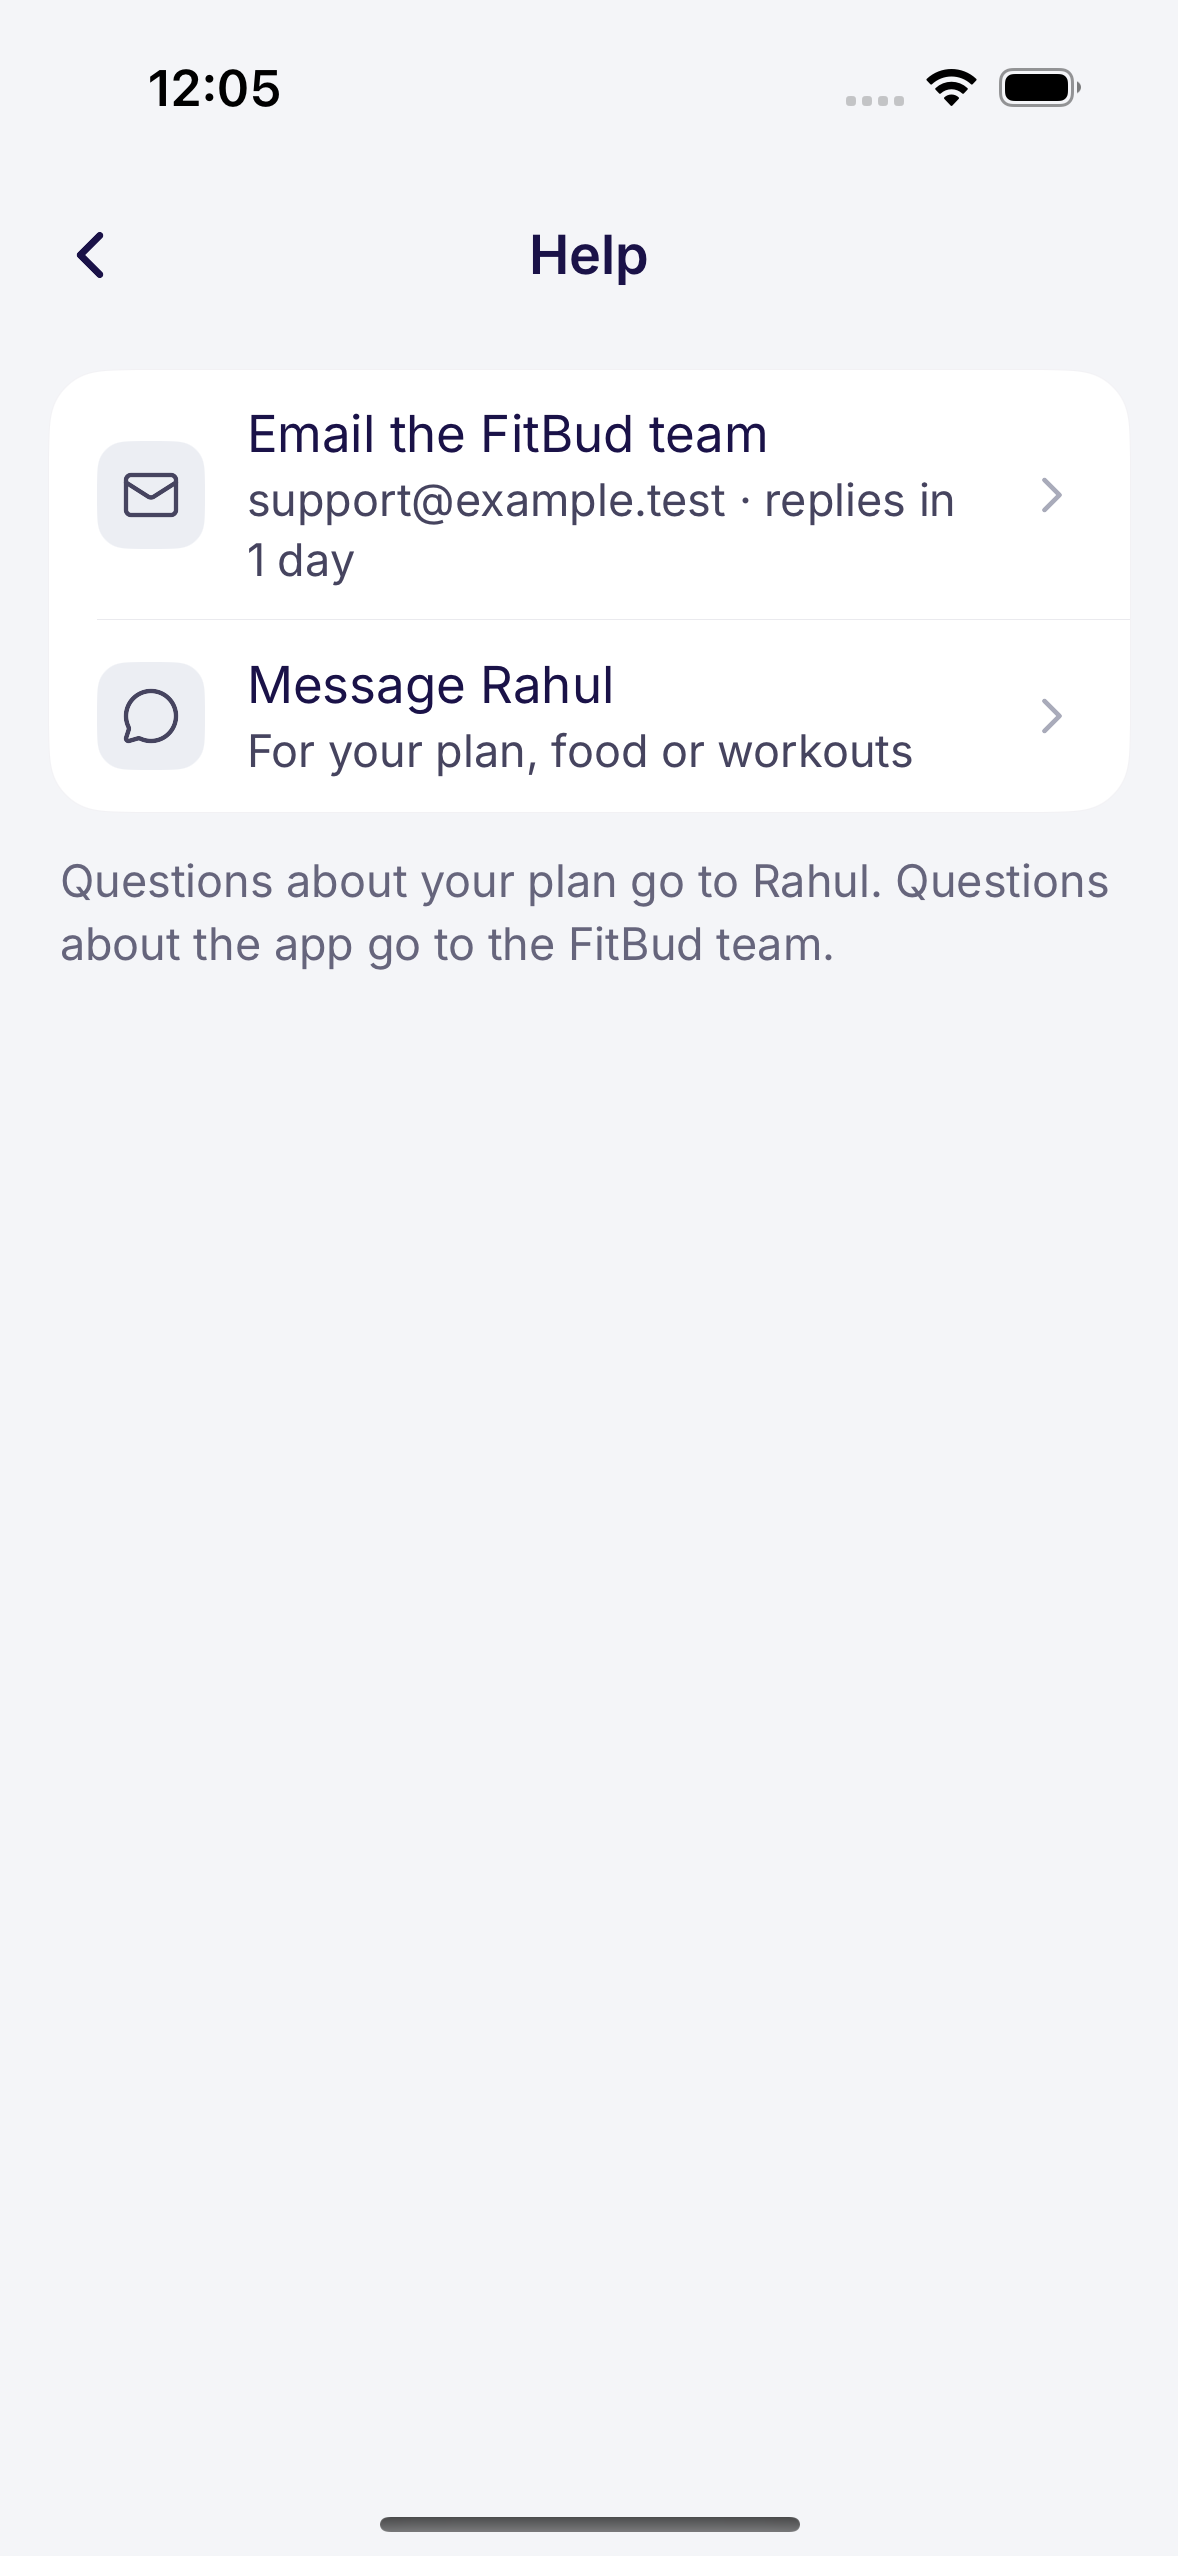 12:05
Help
Email the FitBud team
support@example.test · replies in
1 day
Message Rahul
For your plan, food or workouts
Questions about your plan go to Rahul. Questions
about the app go to the FitBud team.